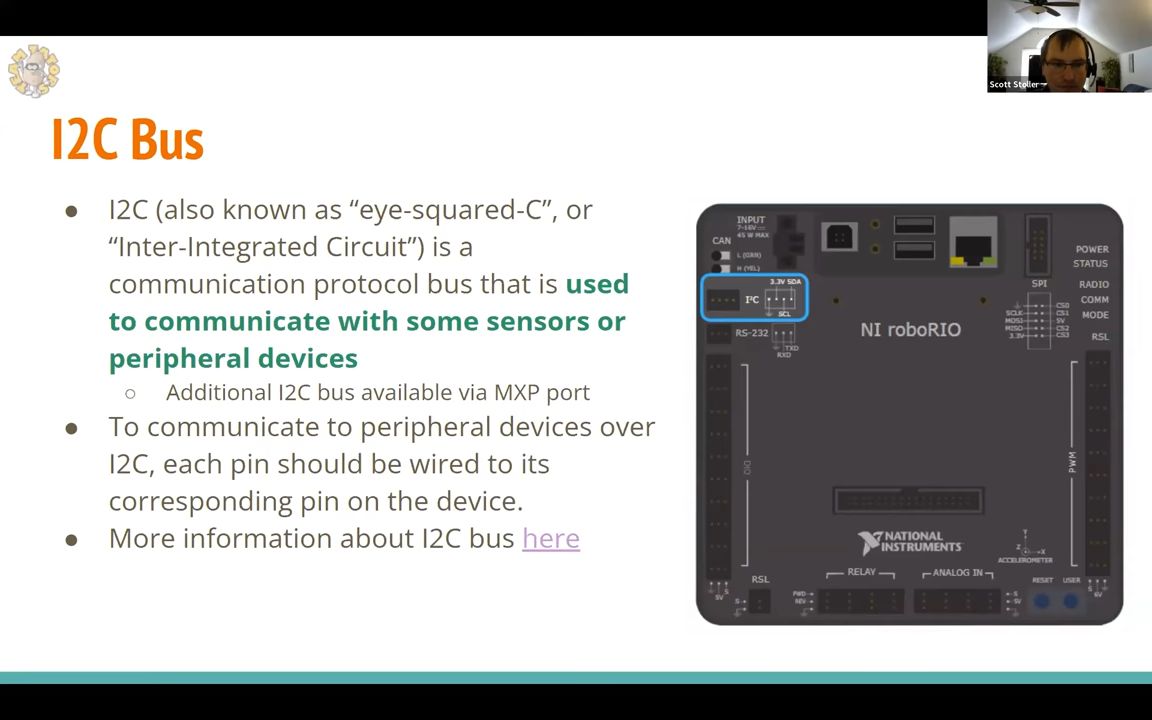 Scott Stoller
I2C Bus
● I2C (also known as “eye-squared-C”, or
“Inter-Integrated Circuit”) is a
communication protocol bus that is used
to communicate with some sensors or
peripheral devices
○ Additional I2C bus available via MXP port
● To communicate to peripheral devices over
I2C, each pin should be wired to its
corresponding pin on the device.
● More information about I2C bus here
INPUT
7-16V
45 W MAX
CAN
L (GRN)
H (YEL)
3.3V SDA
I²C
SCL
RS-232
TXD
RXD
NI roboRIO
POWER
STATUS
RADIO
COMM
MODE
RSL
SPI
CS0
SCLK CS1
MOSI 5V
MISO CS2
3.3V CS3
DIO
PWM
NATIONAL
INSTRUMENTS
Y
Z X
ACCELEROMETER
RSL
RELAY
ANALOG IN
RESET
USER
S
5V
S
FWD
REV
S
5V
S
6V